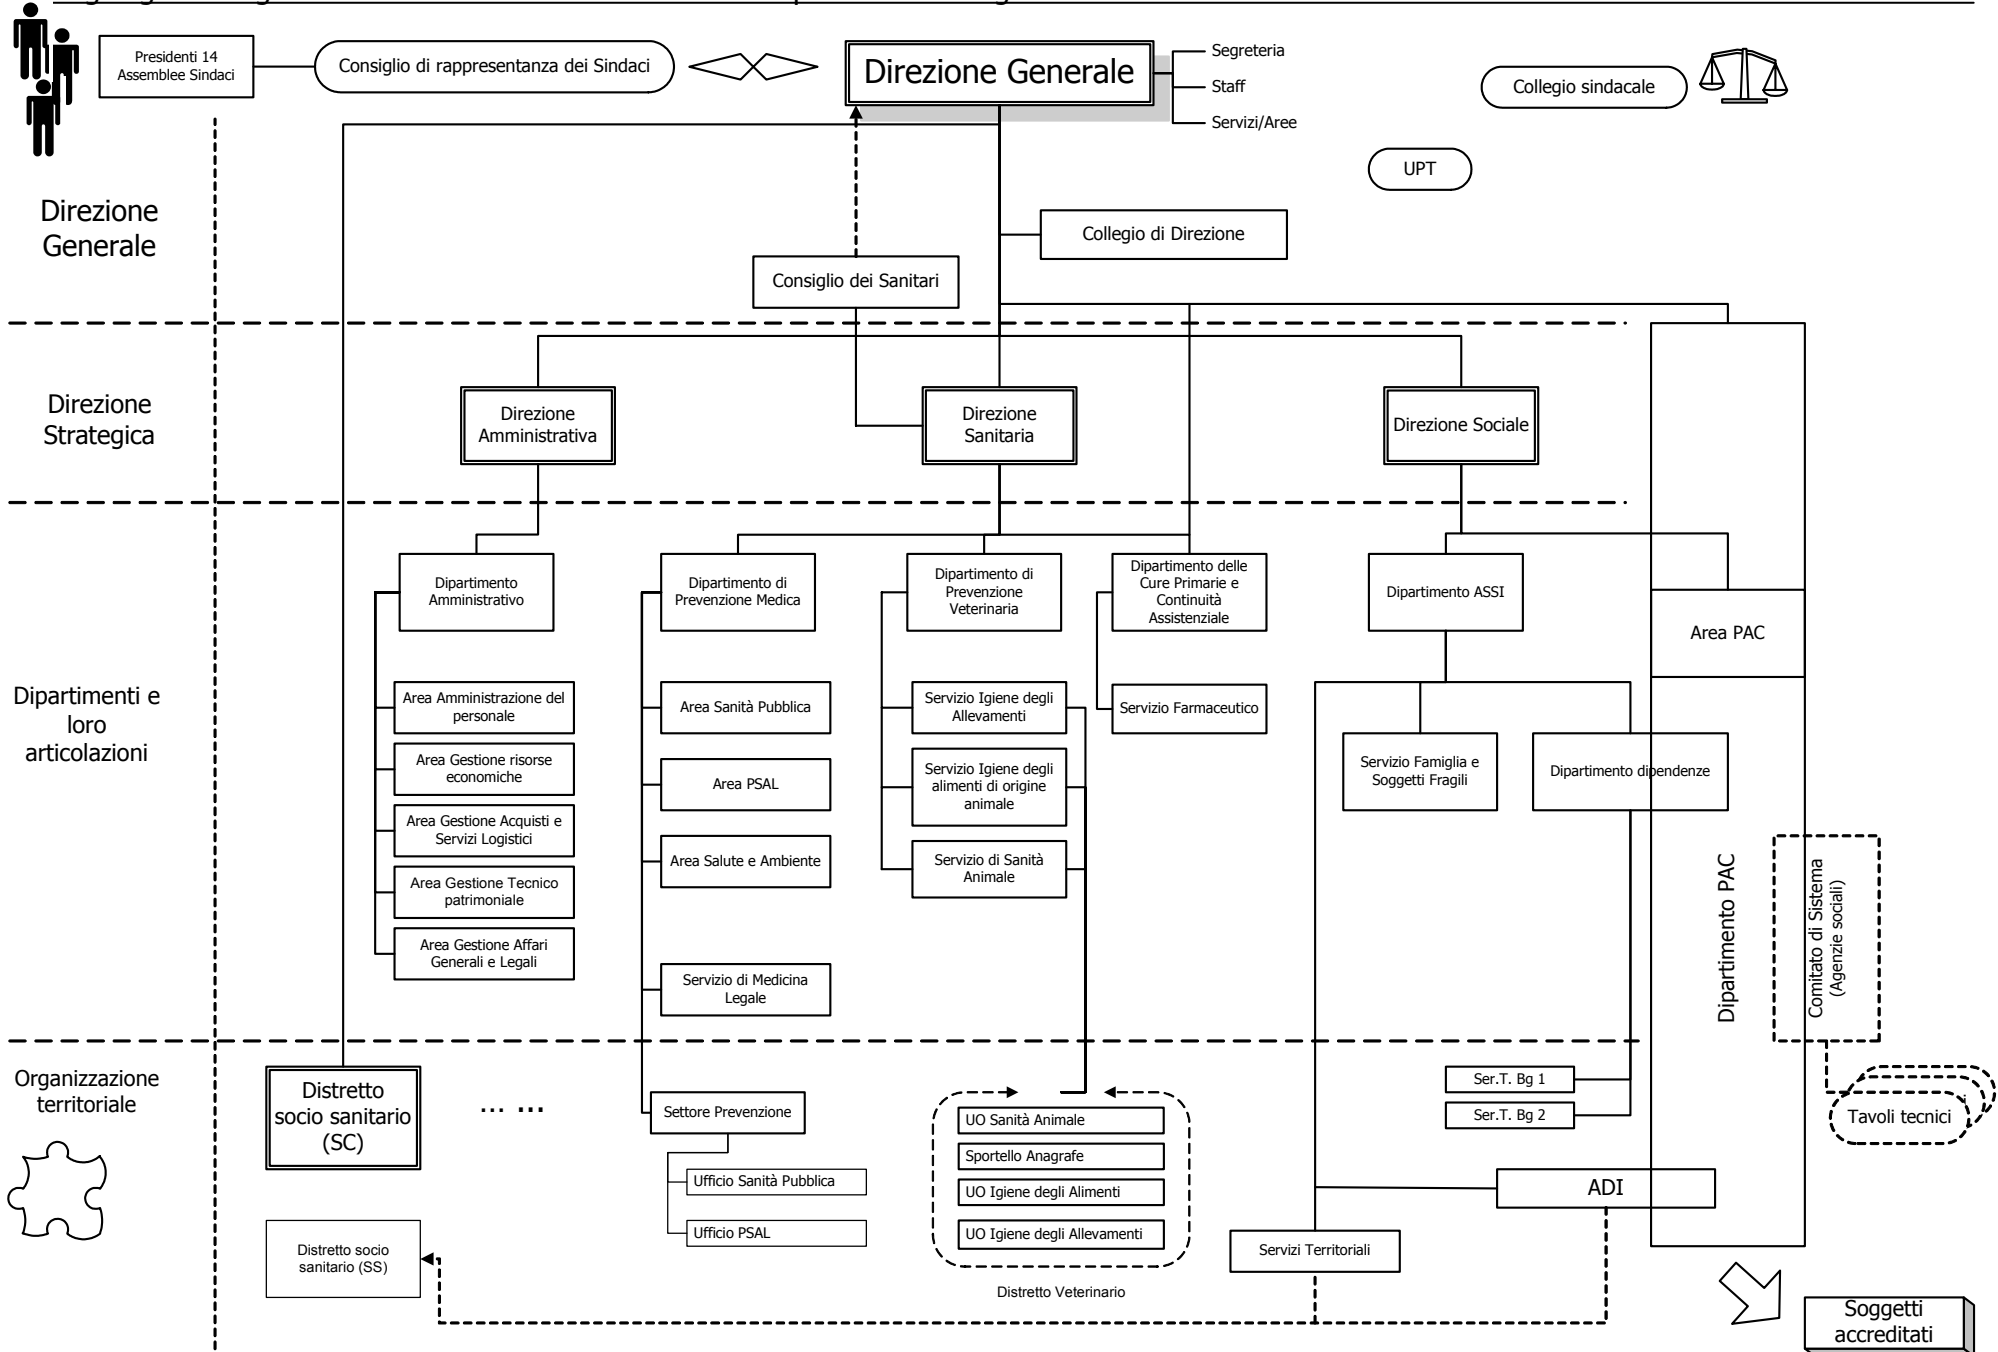 Presidenti 14
Assemblee Sindaci
Consiglio di rappresentanza dei Sindaci
Direzione Generale
Segreteria
Staff
Servizi/Aree
Collegio sindacale
UPT
Direzione
Generale
Collegio di Direzione
Consiglio dei Sanitari
Direzione
Strategica
Direzione
Amministrativa
Direzione
Sanitaria
Direzione Sociale
Dipartimenti e
loro
articolazioni
Dipartimento
Amministrativo
Dipartimento di
Prevenzione Medica
Dipartimento di
Prevenzione
Veterinaria
Dipartimento delle
Cure Primarie e
Continuità
Assistenziale
Dipartimento ASSI
Area PAC
Area Amministrazione del
personale
Area Gestione risorse
economiche
Area Gestione Acquisti e
Servizi Logistici
Area Gestione Tecnico
patrimoniale
Area Gestione Affari
Generali e Legali
Area Sanità Pubblica
Area PSAL
Area Salute e Ambiente
Servizio di Medicina
Legale
Servizio Igiene degli
Allevamenti
Servizio Igiene degli
alimenti di origine
animale
Servizio di Sanità
Animale
Servizio Farmaceutico
Servizio Famiglia e
Soggetti Fragili
Dipartimento dipendenze
Dipartimento PAC
Comitato di Sistema
(Agenzie sociali)
Organizzazione
territoriale
Distretto
socio sanitario
(SC)
... ...
Settore Prevenzione
Ufficio Sanità Pubblica
Ufficio PSAL
UO Sanità Animale
Sportello Anagrafe
UO Igiene degli Alimenti
UO Igiene degli Allevamenti
Distretto Veterinario
Ser.T. Bg 1
Ser.T. Bg 2
Tavoli tecnici
ADI
Servizi Territoriali
Distretto socio
sanitario (SS)
Soggetti
accreditati